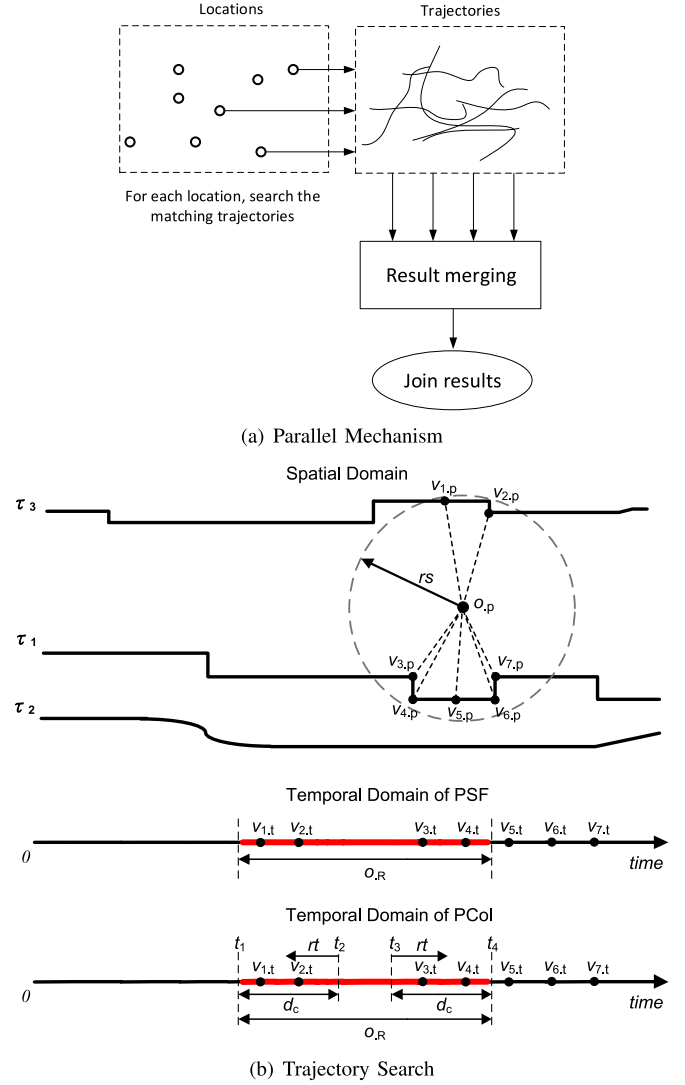 Locations
Trajectories
For each location, search the
matching trajectories
Result merging
Join results
(a) Parallel Mechanism
Spatial Domain
τ 3
v1.p
v2.p
rs
o.p
τ 1
v3.p
v7.p
v4.p
v5.p
v6.p
τ 2
Temporal Domain of PSF
v1.t v2.t v3.t v4.t v5.t v6.t v7.t
0
time
o.R
Temporal Domain of PCol
t1 rt t2 t3 rt t4
v1.t v2.t v3.t v4.t v5.t v6.t v7.t
0
time
dc dc
o.R
(b) Trajectory Search